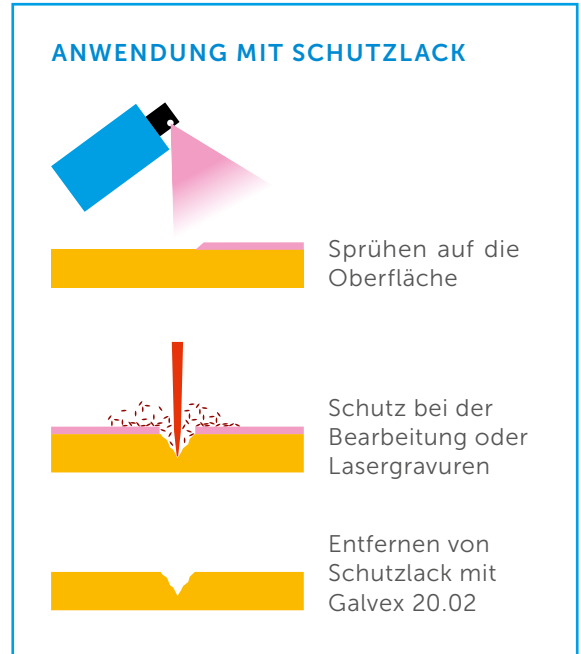 ANWENDUNG MIT SCHUTZLACK
Sprühen auf die
Oberfläche
Schutz bei der
Bearbeitung oder
Lasergravuren
Entfernen von
Schutzlack mit
Galvex 20.02